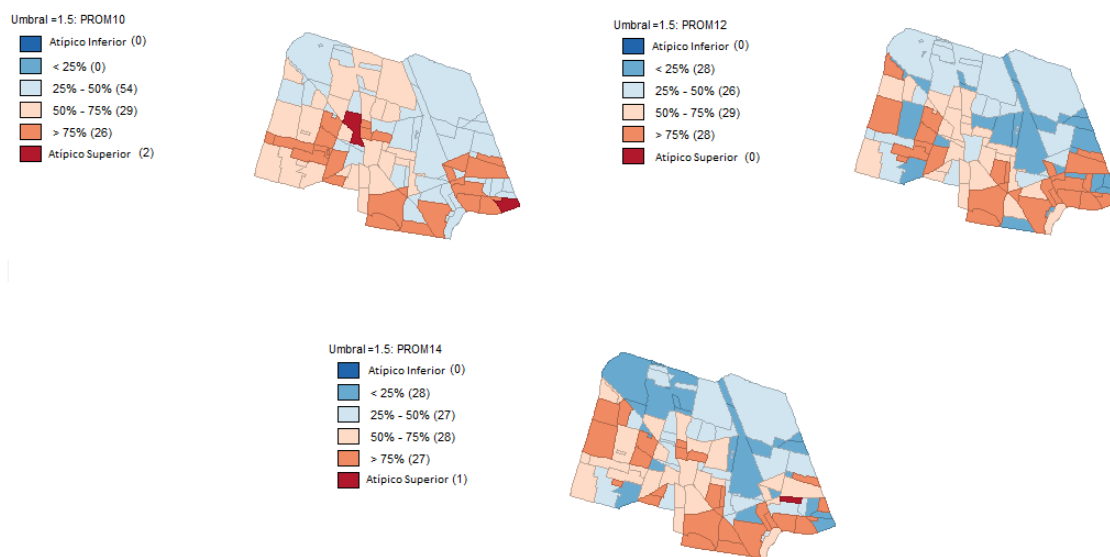 Umbral =1.5: PROM10
Atípico Inferior (0)
< 25% (0)
25% - 50% (54)
50% - 75% (29)
> 75% (26)
Atípico Superior (2)
Umbral =1.5: PROM12
Atípico Inferior (0)
< 25% (28)
25% - 50% (26)
50% - 75% (29)
> 75% (28)
Atípico Superior (0)
Umbral =1.5: PROM14
Atípico Inferior (0)
< 25% (28)
25% - 50% (27)
50% - 75% (28)
> 75% (27)
Atípico Superior (1)